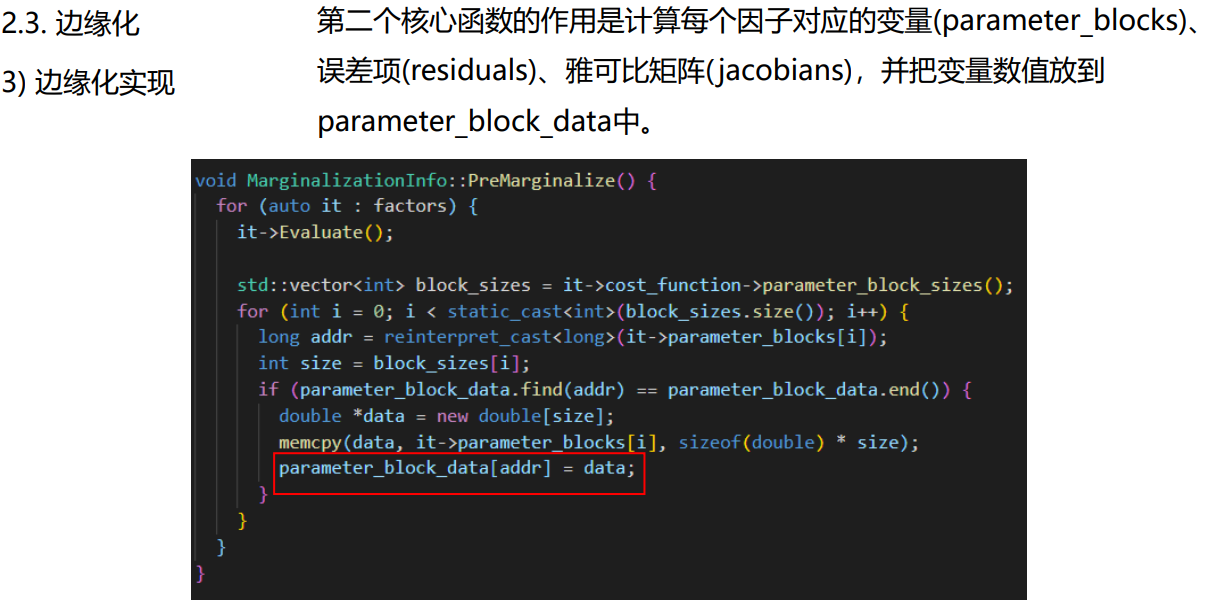 2.3. 边缘化
3) 边缘化实现
第二个核心函数的作用是计算每个因子对应的变量(parameter_blocks)、
误差项(residuals)、雅可比矩阵(jacobians)，并把变量数值放到
parameter_block_data中。
void MarginalizationInfo::PreMarginalize() {
  for (auto it : factors) {
    it->Evaluate();

    std::vector<int> block_sizes = it->cost_function->parameter_block_sizes();
    for (int i = 0; i < static_cast<int>(block_sizes.size()); i++) {
      long addr = reinterpret_cast<long>(it->parameter_blocks[i]);
      int size = block_sizes[i];
      if (parameter_block_data.find(addr) == parameter_block_data.end()) {
        double *data = new double[size];
        memcpy(data, it->parameter_blocks[i], sizeof(double) * size);
        parameter_block_data[addr] = data;
      }
    }
  }
}